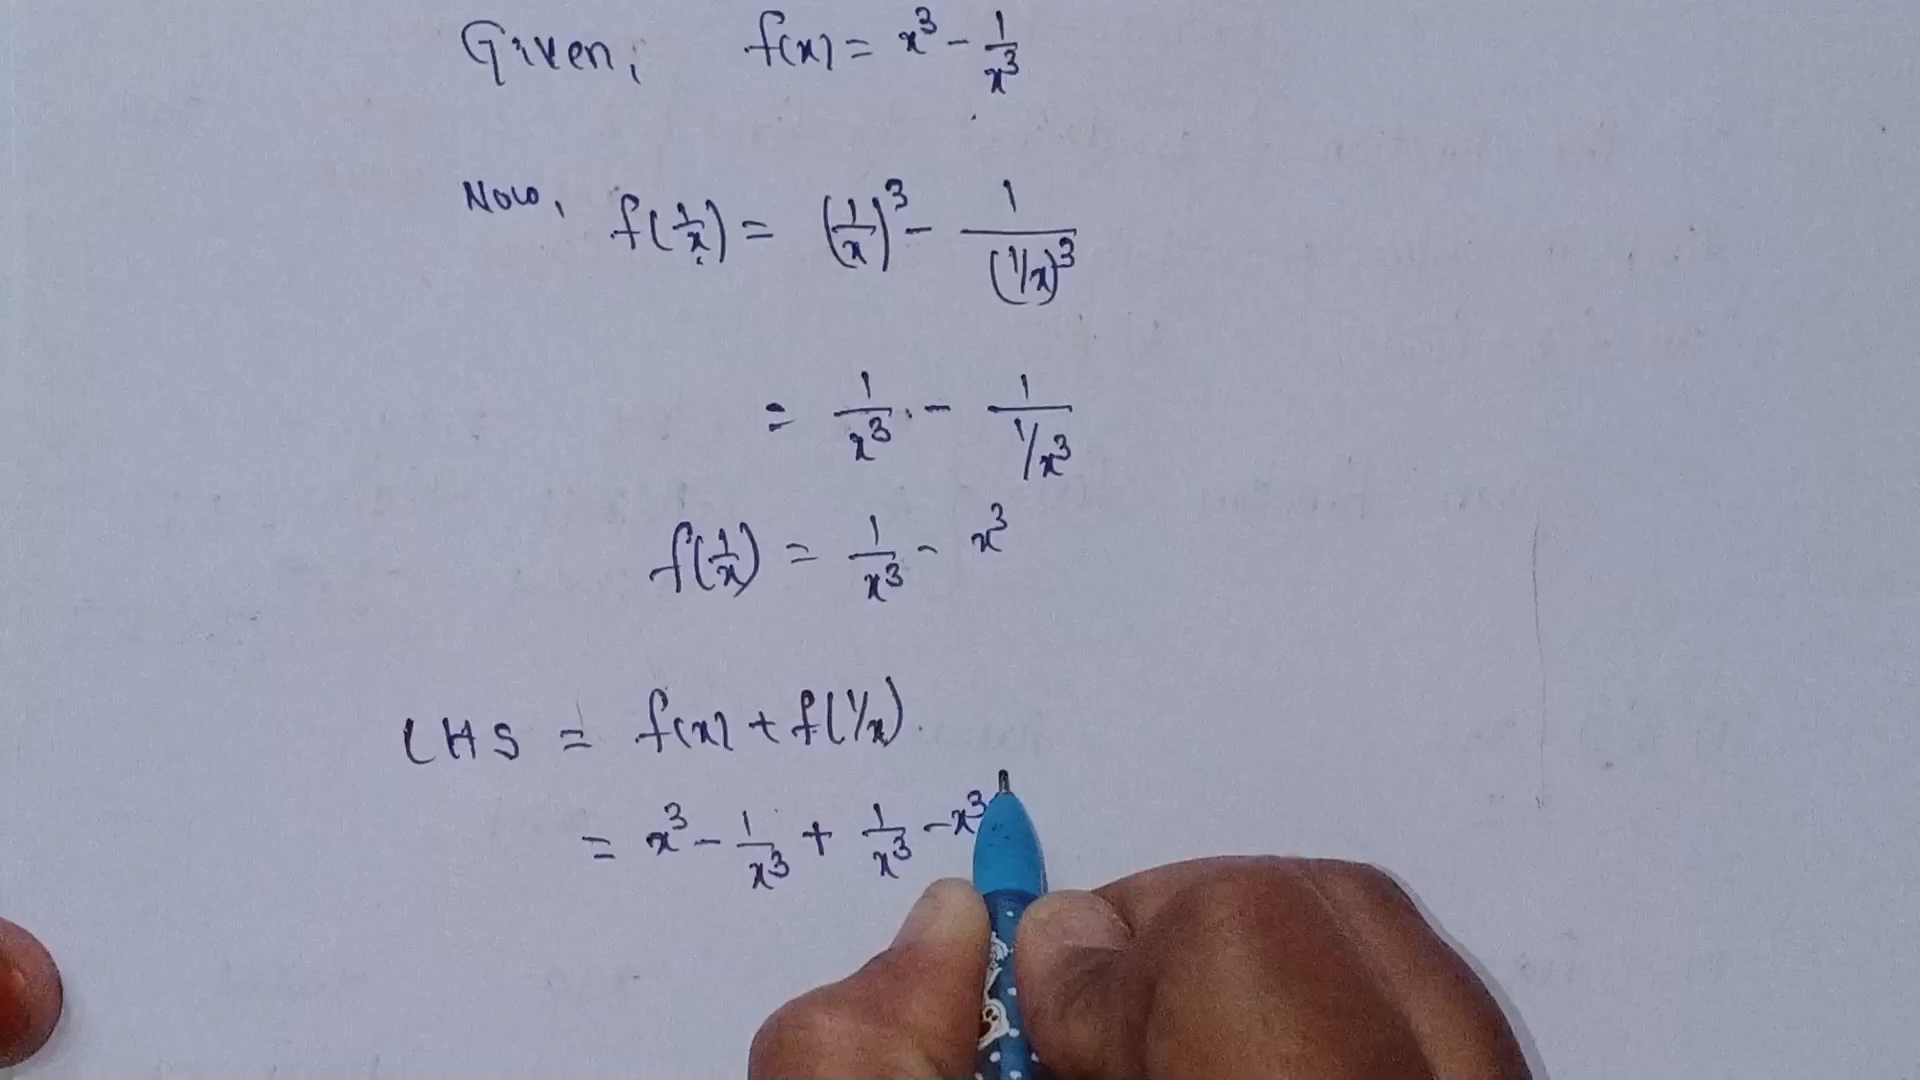 Given, f(x) = x³ - 1/x³
Now, f(1/x) = (1/x)³ - 1/(1/x)³
= 1/x³ - 1/(1/x³)
f(1/x) = 1/x³ - x³
LHS = f(x) + f(1/x)
= x³ - 1/x³ + 1/x³ - x³